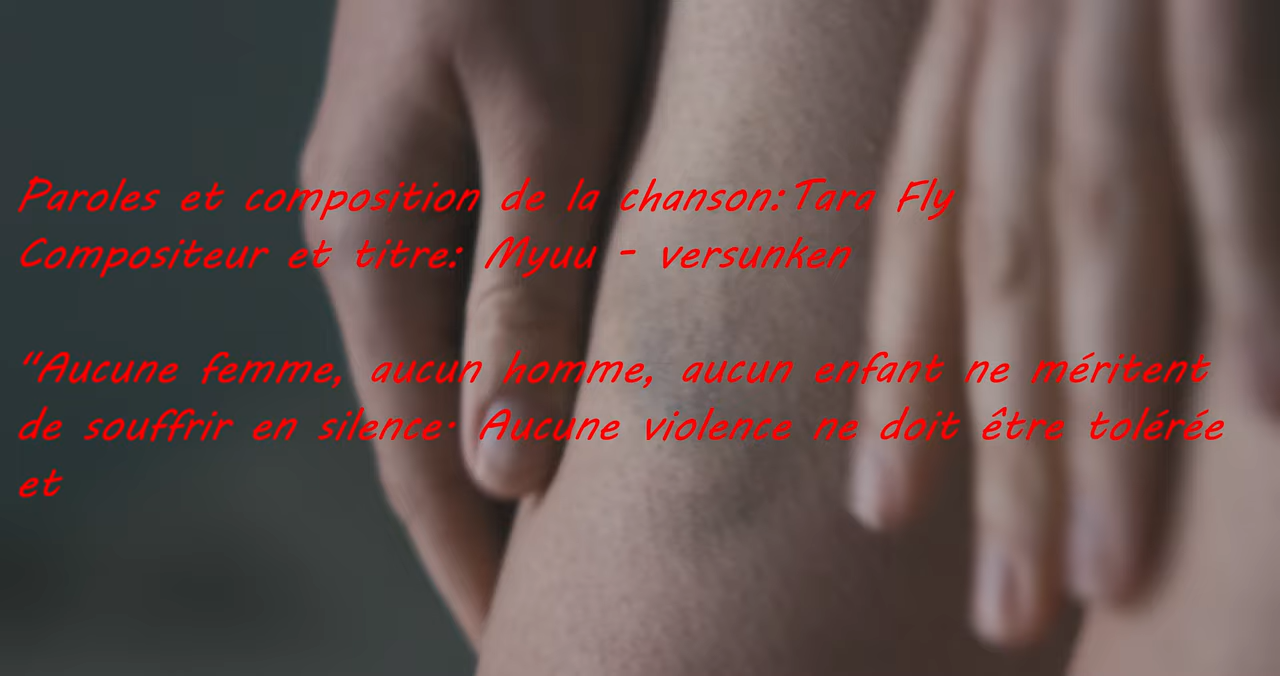 Paroles et composition de la chanson:Tara Fly
Compositeur et titre: Myuu - versunken
"Aucune femme, aucun homme, aucun enfant ne méritent
de souffrir en silence. Aucune violence ne doit être tolérée
et